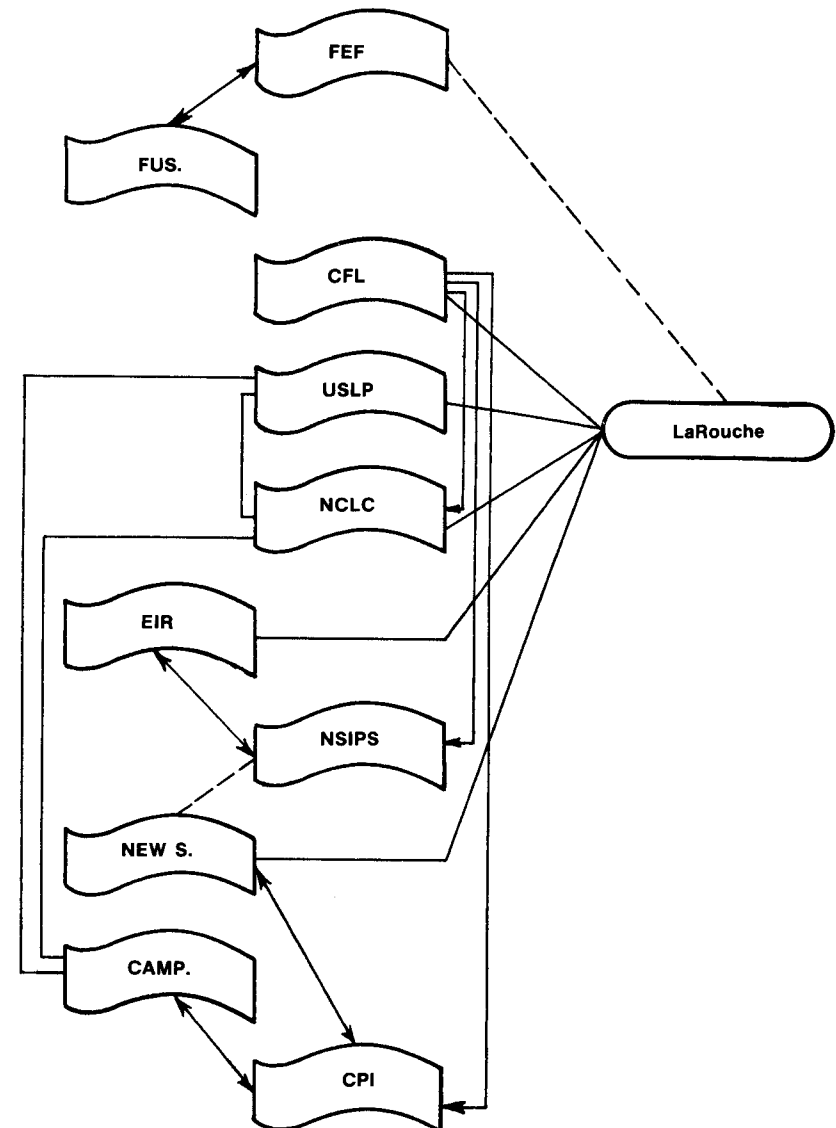 FEF
FUS.
CFL
USLP
LaRouche
NCLC
EIR
NSIPS
NEW S.
CAMP.
CPI